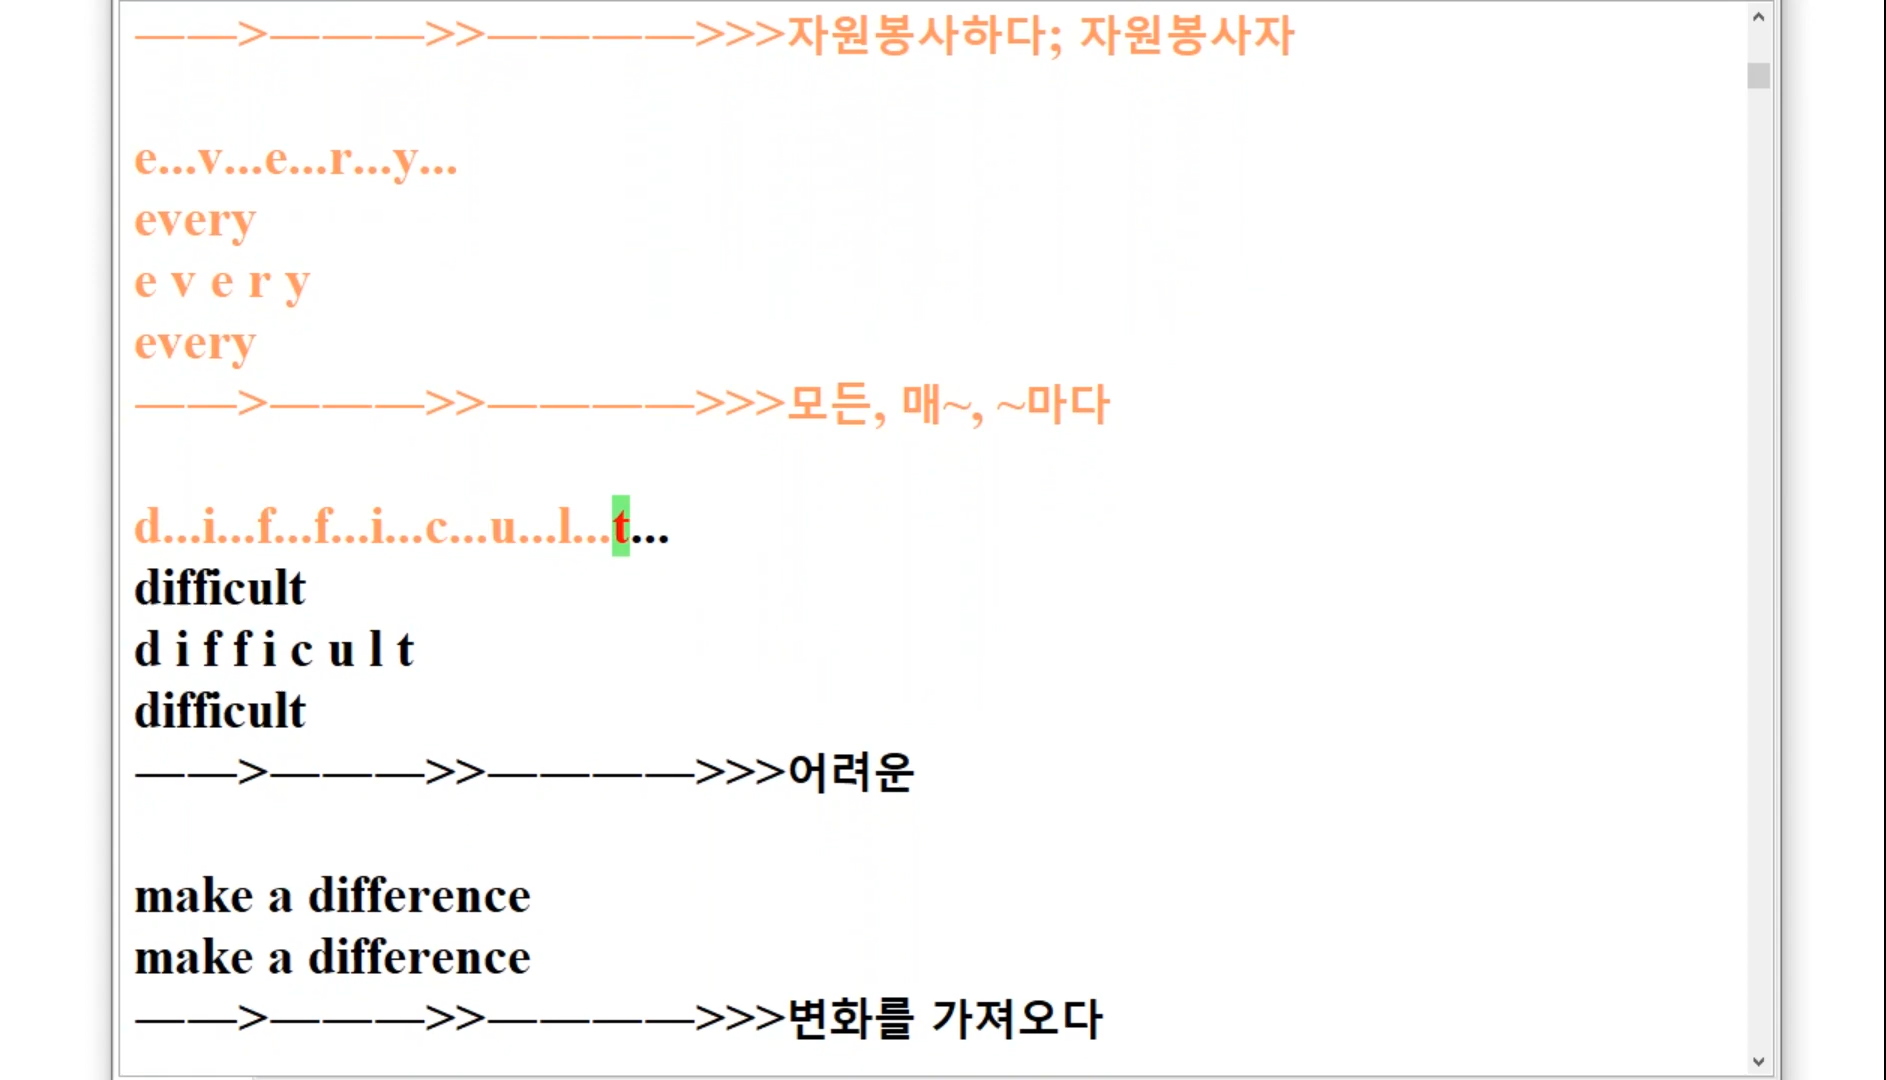 ——>———>>————>>>자원봉사하다; 자원봉사자
e...v...e...r...y...
every
e v e r y
every
——>———>>————>>>모든, 매~, ~마다
d...i...f...f...i...c...u...l...t...
difficult
d i f f i c u l t
difficult
——>———>>————>>>어려운
make a difference
make a difference
——>———>>————>>>변화를 가져오다